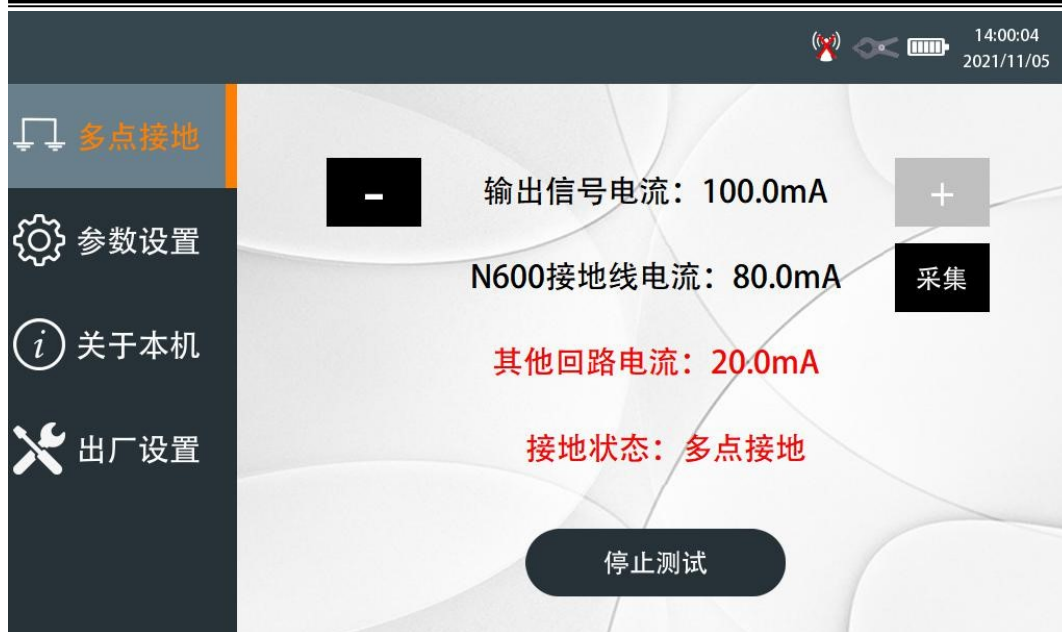 14:00:04
2021/11/05
多点接地
参数设置
关于本机
出厂设置
- 输出信号电流：100.0mA +
N600接地线电流：80.0mA 采集
其他回路电流：20.0mA
接地状态：多点接地
停止测试